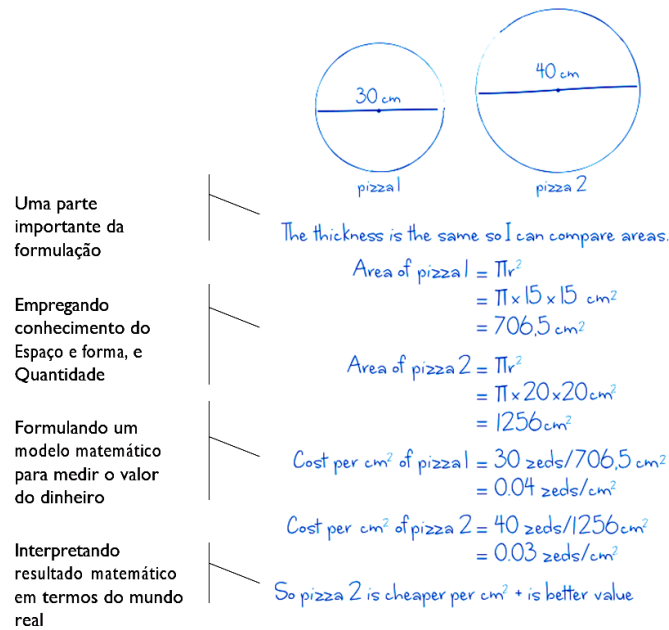 30 cm
40 cm
pizza 1
pizza 2
Uma parte
importante da
formulação
The thickness is the same so I can compare areas.
Area of pizza 1 = πr²
= π × 15 × 15 cm²
= 706,5 cm²
Empregando
conhecimento do
Espaço e forma, e
Quantidade
Area of pizza 2 = πr²
= π × 20 × 20 cm²
= 1256 cm²
Formulando um
modelo matemático
para medir o valor
do dinheiro
Cost per cm² of pizza 1 = 30 zeds/706,5 cm²
= 0.04 zeds/cm²
Cost per cm² of pizza 2 = 40 zeds/1256 cm²
= 0.03 zeds/cm²
Interpretando
resultado matemático
em termos do mundo
real
So pizza 2 is cheaper per cm² + is better value